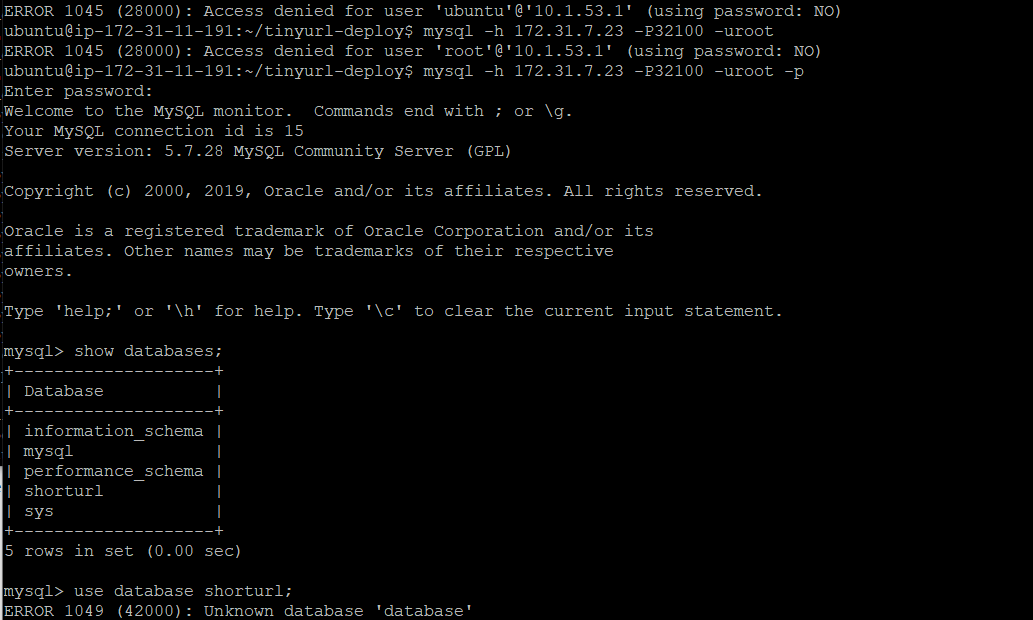 ERROR 1045 (28000): Access denied for user 'ubuntu'@'10.1.53.1' (using password: NO)
ubuntu@ip-172-31-11-191:~/tinyurl-deploy$ mysql -h 172.31.7.23 -P32100 -uroot
ERROR 1045 (28000): Access denied for user 'root'@'10.1.53.1' (using password: NO)
ubuntu@ip-172-31-11-191:~/tinyurl-deploy$ mysql -h 172.31.7.23 -P32100 -uroot -p
Enter password:
Welcome to the MySQL monitor.  Commands end with ; or \g.
Your MySQL connection id is 15
Server version: 5.7.28 MySQL Community Server (GPL)

Copyright (c) 2000, 2019, Oracle and/or its affiliates. All rights reserved.

Oracle is a registered trademark of Oracle Corporation and/or its
affiliates. Other names may be trademarks of their respective
owners.

Type 'help;' or '\h' for help. Type '\c' to clear the current input statement.

mysql> show databases;
+--------------------+
| Database           |
+--------------------+
| information_schema |
| mysql              |
| performance_schema |
| shorturl           |
| sys                |
+--------------------+
5 rows in set (0.00 sec)

mysql> use database shorturl;
ERROR 1049 (42000): Unknown database 'database'